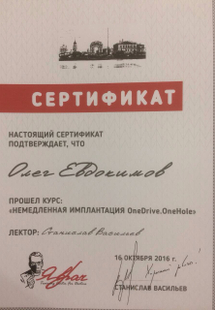 СЕРТИФИКАТ
НАСТОЯЩИЙ СЕРТИФИКАТ
ПОДТВЕРЖДАЕТ, ЧТО
Олег Евдокимов
ПРОШЕЛ КУРС:
«НЕМЕДЛЕННАЯ ИМПЛАНТАЦИЯ OneDrive.OneHole»
ЛЕКТОР: Станислав Васильев
16 ОКТЯБРЯ 2016 г.
СТАНИСЛАВ ВАСИЛЬЕВ